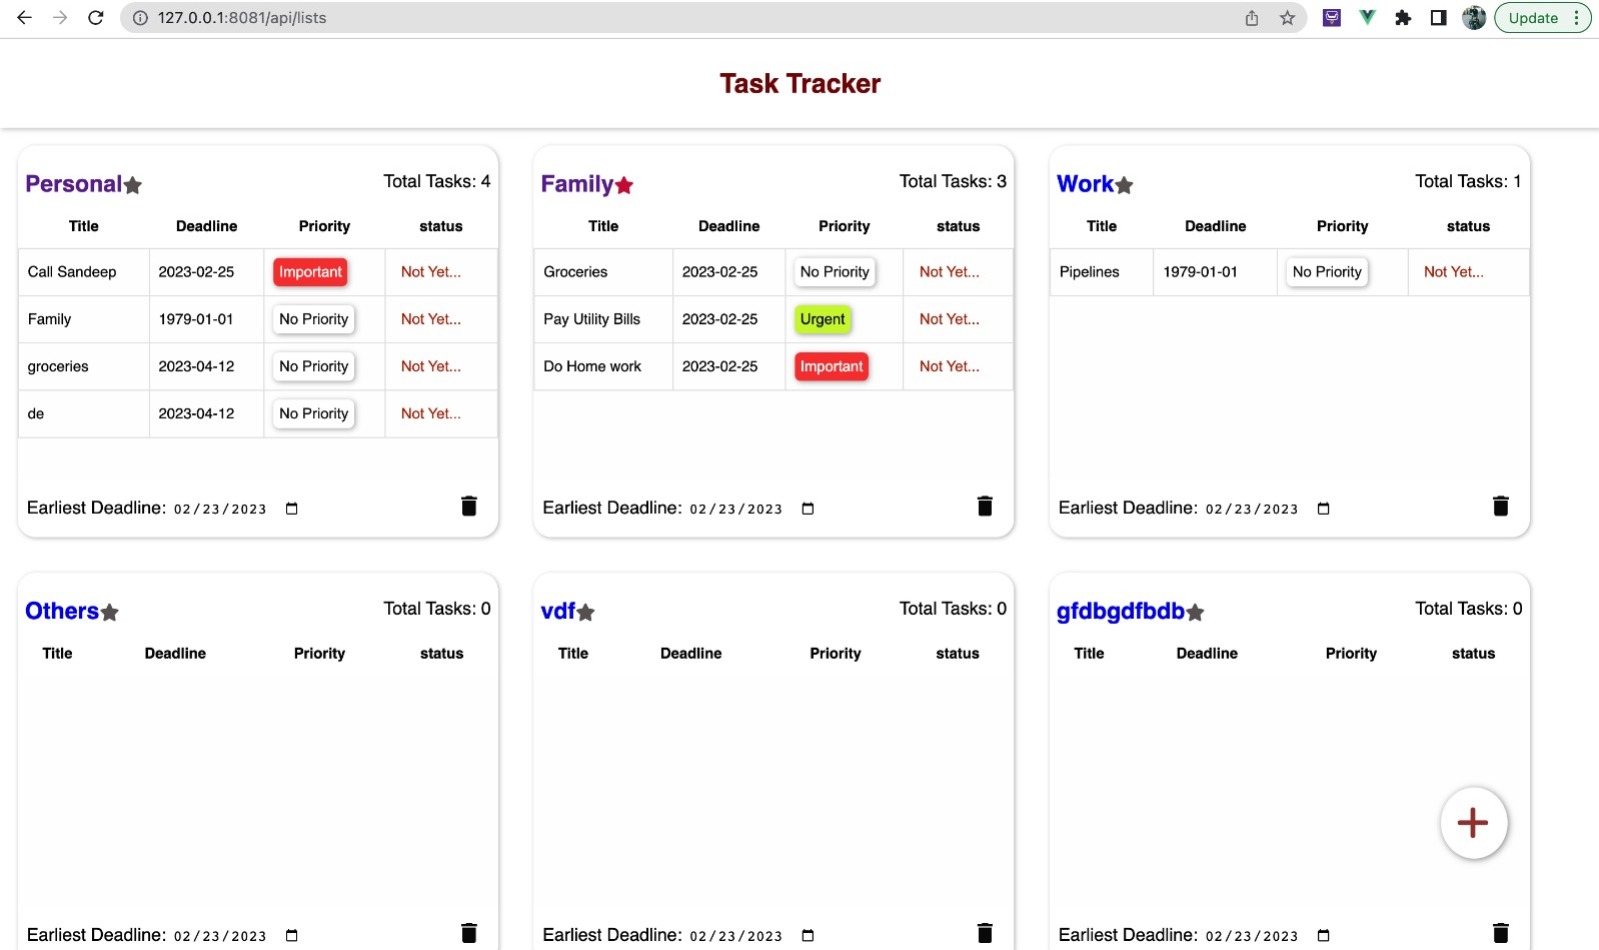 127.0.0.1:8081/api/lists
Update
Task Tracker
Personal Total Tasks: 4
Title Deadline Priority status
Call Sandeep 2023-02-25 Important Not Yet...
Family 1979-01-01 No Priority Not Yet...
groceries 2023-04-12 No Priority Not Yet...
de 2023-04-12 No Priority Not Yet...
Earliest Deadline: 02/23/2023
Family Total Tasks: 3
Title Deadline Priority status
Groceries 2023-02-25 No Priority Not Yet...
Pay Utility Bills 2023-02-25 Urgent Not Yet...
Do Home work 2023-02-25 Important Not Yet...
Earliest Deadline: 02/23/2023
Work Total Tasks: 1
Title Deadline Priority status
Pipelines 1979-01-01 No Priority Not Yet...
Earliest Deadline: 02/23/2023
Others Total Tasks: 0
Title Deadline Priority status
Earliest Deadline: 02/23/2023
vdf Total Tasks: 0
Title Deadline Priority status
Earliest Deadline: 02/23/2023
gfdbgdfbdb Total Tasks: 0
Title Deadline Priority status
Earliest Deadline: 02/23/2023